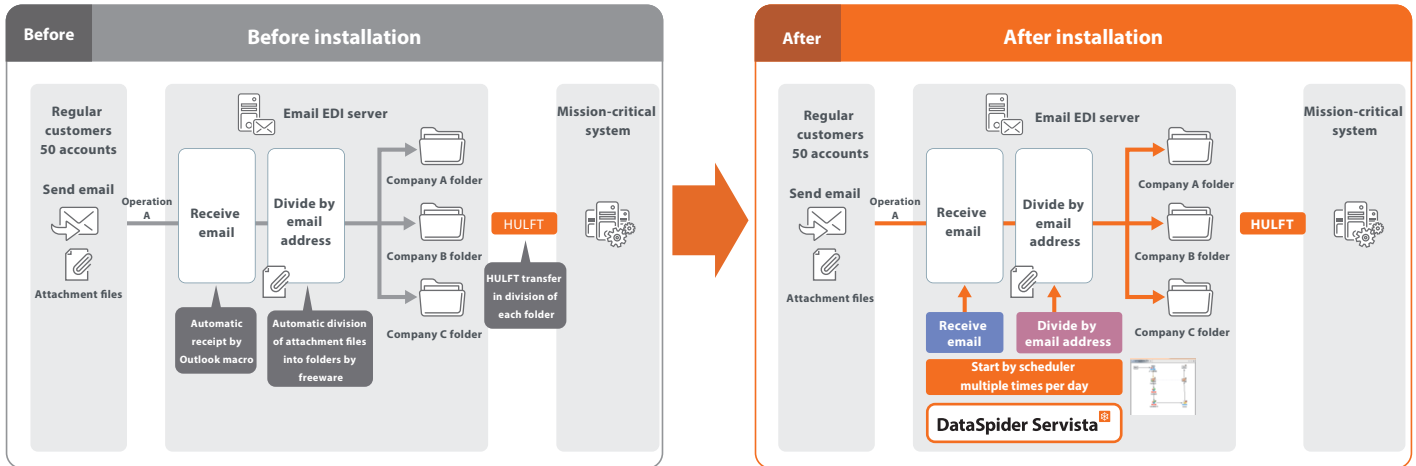 Before
Before installation
Regular
customers
50 accounts
Send email
Attachment files
Operation
A
Email EDI server
Receive
email
Divide by
email
address
Company A folder
Company B folder
Company C folder
Automatic
receipt by
Outlook macro
Automatic division
of attachment files
into folders by
freeware
HULFT
HULFT transfer
in division of
each folder
Mission-critical
system
After
After installation
Regular
customers
50 accounts
Send email
Attachment files
Operation
A
Email EDI server
Receive
email
Divide by
email
address
Company A folder
Company B folder
Company C folder
Receive
email
Divide by
email address
Start by scheduler
multiple times per day
DataSpider Servista
HULFT
Mission-critical
system